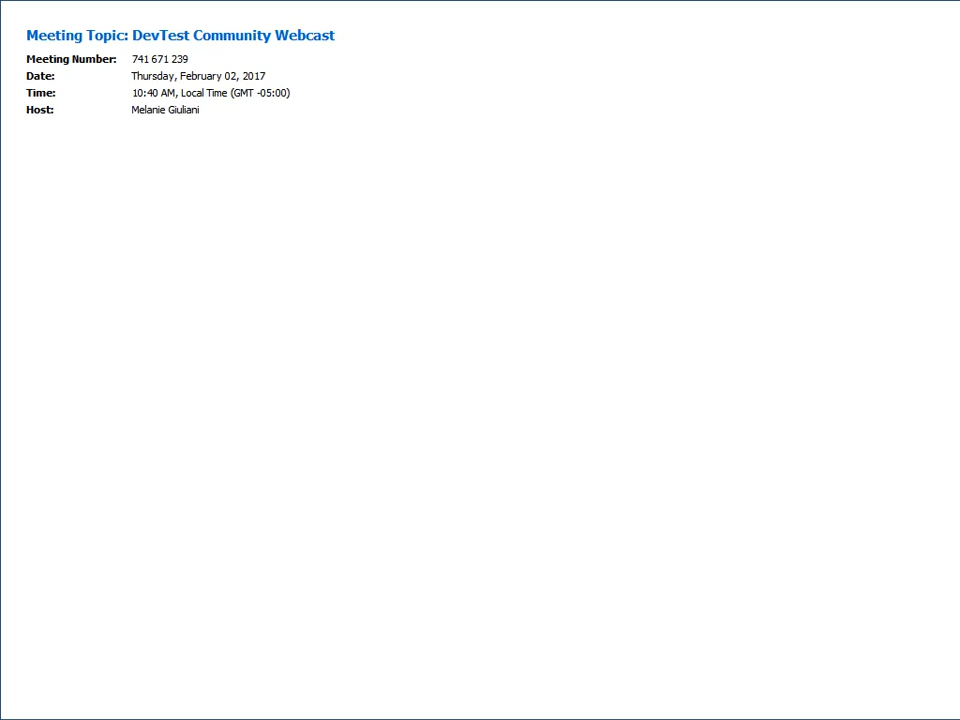 Meeting Topic: DevTest Community Webcast
Meeting Number: 741 671 239
Date: Thursday, February 02, 2017
Time: 10:40 AM, Local Time (GMT -05:00)
Host: Melanie Giuliani